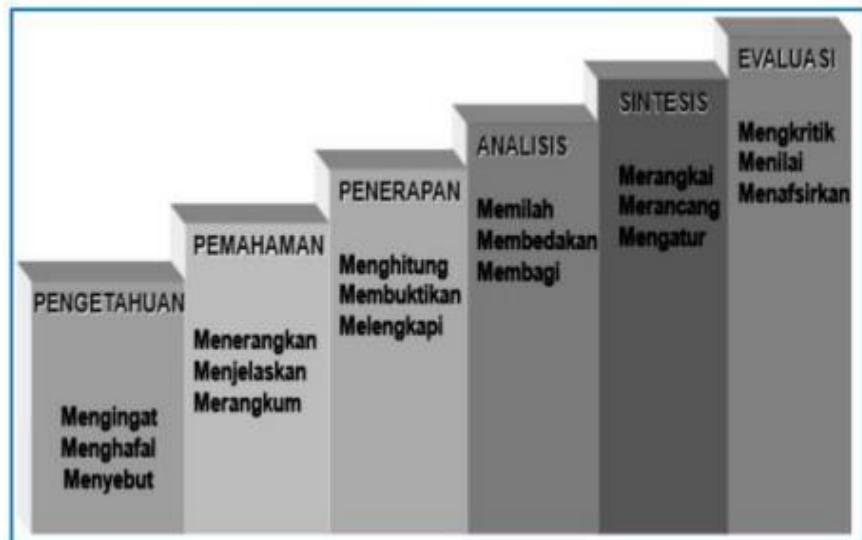 PENGETAHUAN
Mengingat
Menghafal
Menyebut
PEMAHAMAN
Menerangkan
Menjelaskan
Merangkum
PENERAPAN
Menghitung
Membuktikan
Melengkapi
ANALISIS
Memilah
Membedakan
Membagi
SINTESIS
Merangkai
Merancang
Mengatur
EVALUASI
Mengkritik
Menilai
Menafsirkan